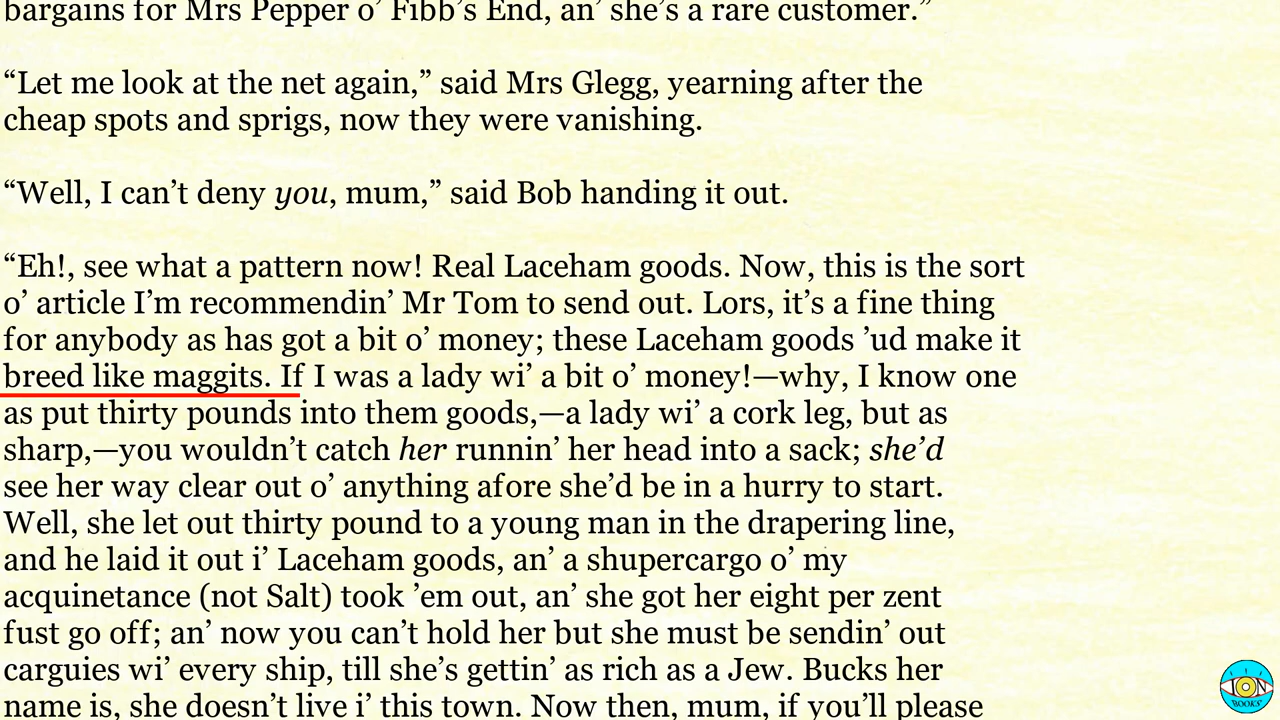 bargains for Mrs Pepper o’ Fibb’s End, an’ she’s a rare customer.”
“Let me look at the net again,” said Mrs Glegg, yearning after the
cheap spots and sprigs, now they were vanishing.
“Well, I can’t deny you, mum,” said Bob handing it out.
“Eh!, see what a pattern now! Real Laceham goods. Now, this is the sort
o’ article I’m recommendin’ Mr Tom to send out. Lors, it’s a fine thing
for anybody as has got a bit o’ money; these Laceham goods ’ud make it
breed like maggits. If I was a lady wi’ a bit o’ money!—why, I know one
as put thirty pounds into them goods,—a lady wi’ a cork leg, but as
sharp,—you wouldn’t catch her runnin’ her head into a sack; she’d
see her way clear out o’ anything afore she’d be in a hurry to start.
Well, she let out thirty pound to a young man in the drapering line,
and he laid it out i’ Laceham goods, an’ a shupercargo o’ my
acquinetance (not Salt) took ’em out, an’ she got her eight per zent
fust go off; an’ now you can’t hold her but she must be sendin’ out
carguies wi’ every ship, till she’s gettin’ as rich as a Jew. Bucks her
name is, she doesn’t live i’ this town. Now then, mum, if you’ll please
ION
BOOKS